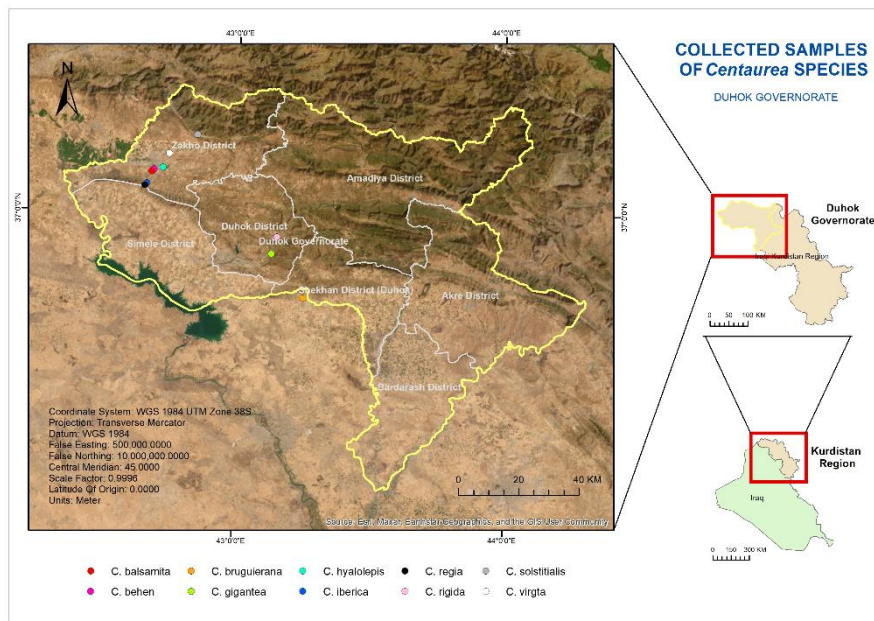 COLLECTED SAMPLES
OF Centaurea SPECIES
DUHOK GOVERNORATE
43°0'0"E
44°0'0"E
N
Zakho District
Amadiya District
37°0'0"N
37°0'0"N
Duhok District
Simele District
Duhok Governorate
Shekhan District (Duhok)
Akre District
Bardarash District
Coordinate System: WGS 1984 UTM Zone 38S
Projection: Transverse Mercator
Datum: WGS 1984
False Easting: 500,000.0000
False Northing: 10,000,000.0000
Central Meridian: 45.0000
Scale Factor: 0.9996
Latitude Of Origin: 0.0000
Units: Meter
0 20 40 KM
Source: Esri, Maxar, Earthstar Geographics, and the GIS User Community
43°0'0"E
44°0'0"E
Duhok
Governorate
Iraqi Kurdistan Region
0 50 100 KM
Kurdistan
Region
Iraq
0 150 300 KM
C. balsamita
C. bruguierana
C. hyalolepis
C. regia
C. solstitialis
C. behen
C. gigantea
C. iberica
C. rigida
C. virgta